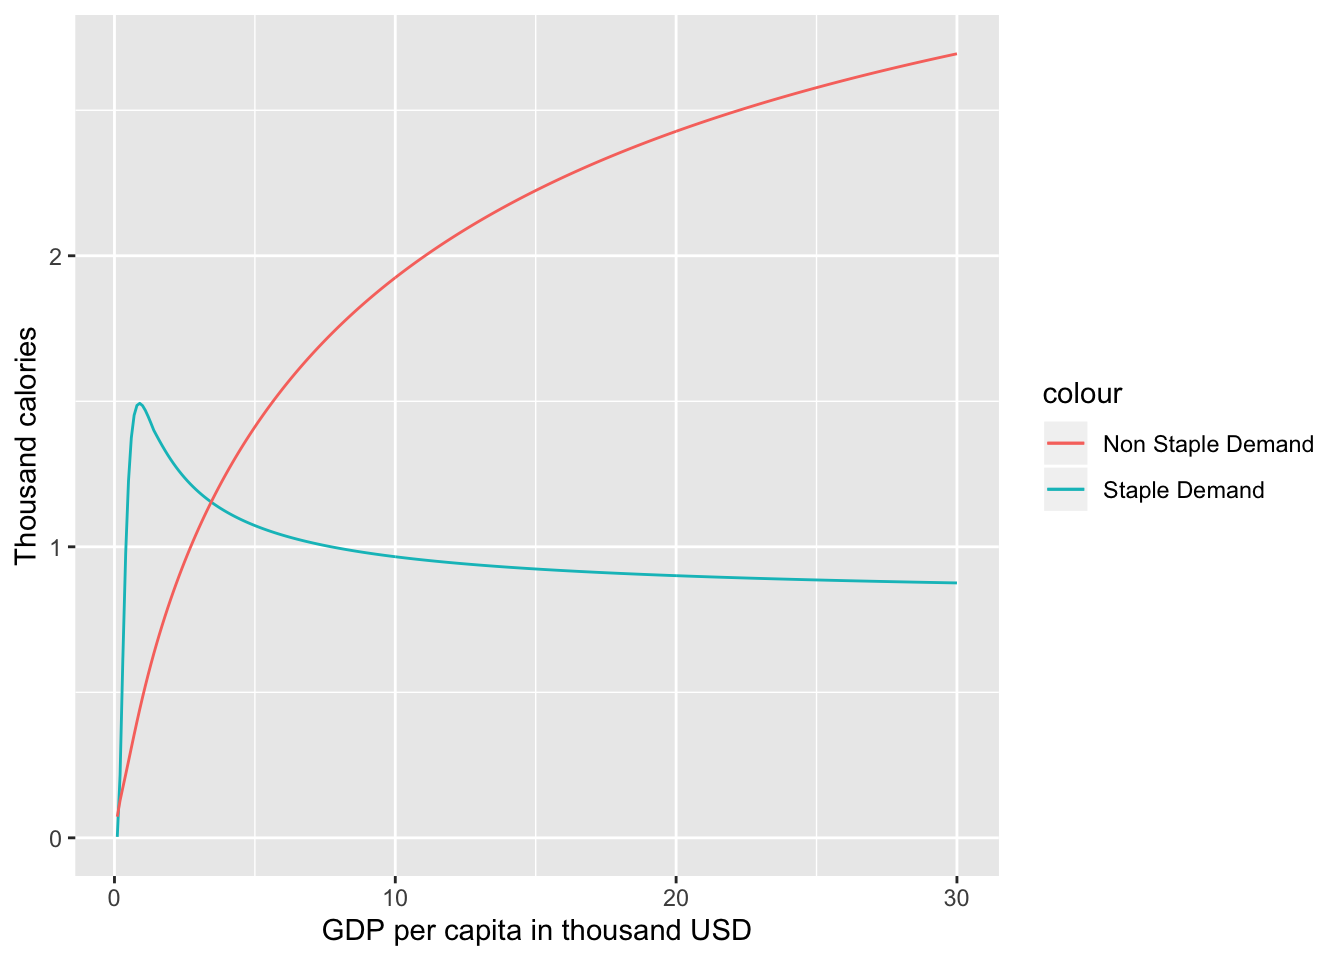 Thousand calories
2
1
0
0 10 20 30
GDP per capita in thousand USD
colour
Non Staple Demand
Staple Demand